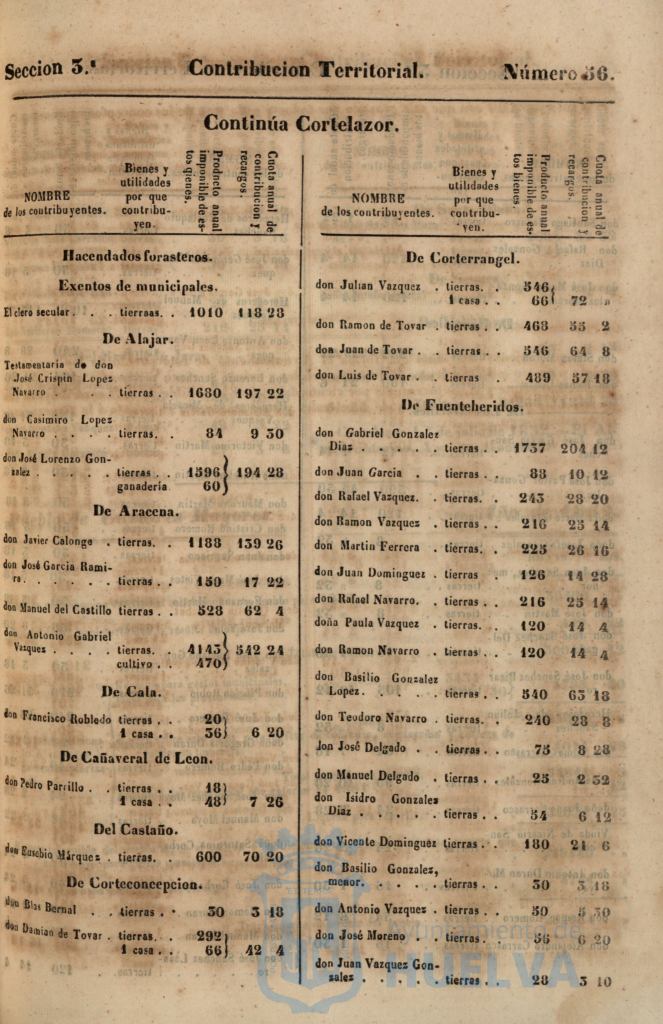 Seccion 3.ª Contribucion Territorial. Número 36.
Continúa Cortelazor.
NOMBRE de los contribuyentes. Bienes y utilidades por que contribuyen. Producto anual imponible de estos bienes. Cuota anual de contribucion y recargos.
Hacendados forasteros.
Exentos de municipales.
El clero secular . . . tierraas. . 1010 118 28
De Alajar.
Testamentaria de don
José Crispin Lopez
Navarro . . . tierras . . 1680 197 22
don Casimiro Lopez
Navarro . . . . tierras. . 84 9 30
don José Lorenzo Gon-
zalez . . . . . tierras . . 1596 } 194 28
ganadería 60 }
De Aracena.
don Javier Calonge . tierras. . 1188 139 26
don José Garcia Rami-
ra. . . . . . tierras . . 150 17 22
don Manuel del Castillo tierras . . 528 62 4
don Antonio Gabriel
Vazquez . . . . tierras. . 4143 } 542 24
cultivo . . 470 }
De Cala.
don Francisco Robledo tierras . . 20 }
1 casa . . 36 } 6 20
De Cañaveral de Leon.
don Pedro Parrillo . . tierras . . 18 }
1 casa . . 48 } 7 26
Del Castaño.
don Eusebio Márquez . tierras. . 600 70 20
De Corteconcepcion.
don Blas Bernal . . tierras . . 30 3 18
don Damian de Tovar . tierras. . 292 }
1 casa . . 66 } 42 4
NOMBRE de los contribuyentes. Bienes y utilidades por que contribuyen. Producto anual imponible de estos bienes. Cuota anual de contribucion y recargos.
De Corterrangel.
don Julian Vazquez . tierras. . 546 }
1 casa . . 66 } 72 »
don Ramon de Tovar . tierras . . 468 55 2
don Juan de Tovar . . tierras . . 546 64 8
don Luis de Tovar . . tierras . 489 57 18
De Fuenteheridos.
don Gabriel Gonzalez
Diaz . . . . . tierras . . 1737 204 12
don Juan Garcia . . tierras . . 88 10 12
don Rafael Vazquez. . tierras. . 243 28 20
don Ramon Vazquez . tierras . . 216 25 14
don Martin Ferrera . tierras. . 225 26 16
don Juan Dominguez . tierras . 126 14 28
don Rafael Navarro. . tierras . . 216 25 14
doña Paula Vazquez . tierras. . 120 14 4
don Ramon Navarro . tierras . . 120 14 4
don Basilio Gonzalez
Lopez. . . . . tierras . . 540 63 18
don Teodoro Navarro . tierras. . 240 28 8
don José Delgado . . tierras . . 75 8 28
don Manuel Delgado . tierras . . 25 2 32
don Isidro Gonzalez
Diaz . . . . . tierras . . 54 6 12
don Vicente Dominguez tierras . . 180 21 6
don Basilio Gonzalez,
menor. . . . . tierras . . 30 3 18
don Antonio Vazquez . tierras . . 50 5 30
don José Moreno . . tierras . . 56 6 20
don Juan Vazquez Gon-
zalez . . . . . tierras . . 28 3 10
Ayuntamiento de
HUELVA